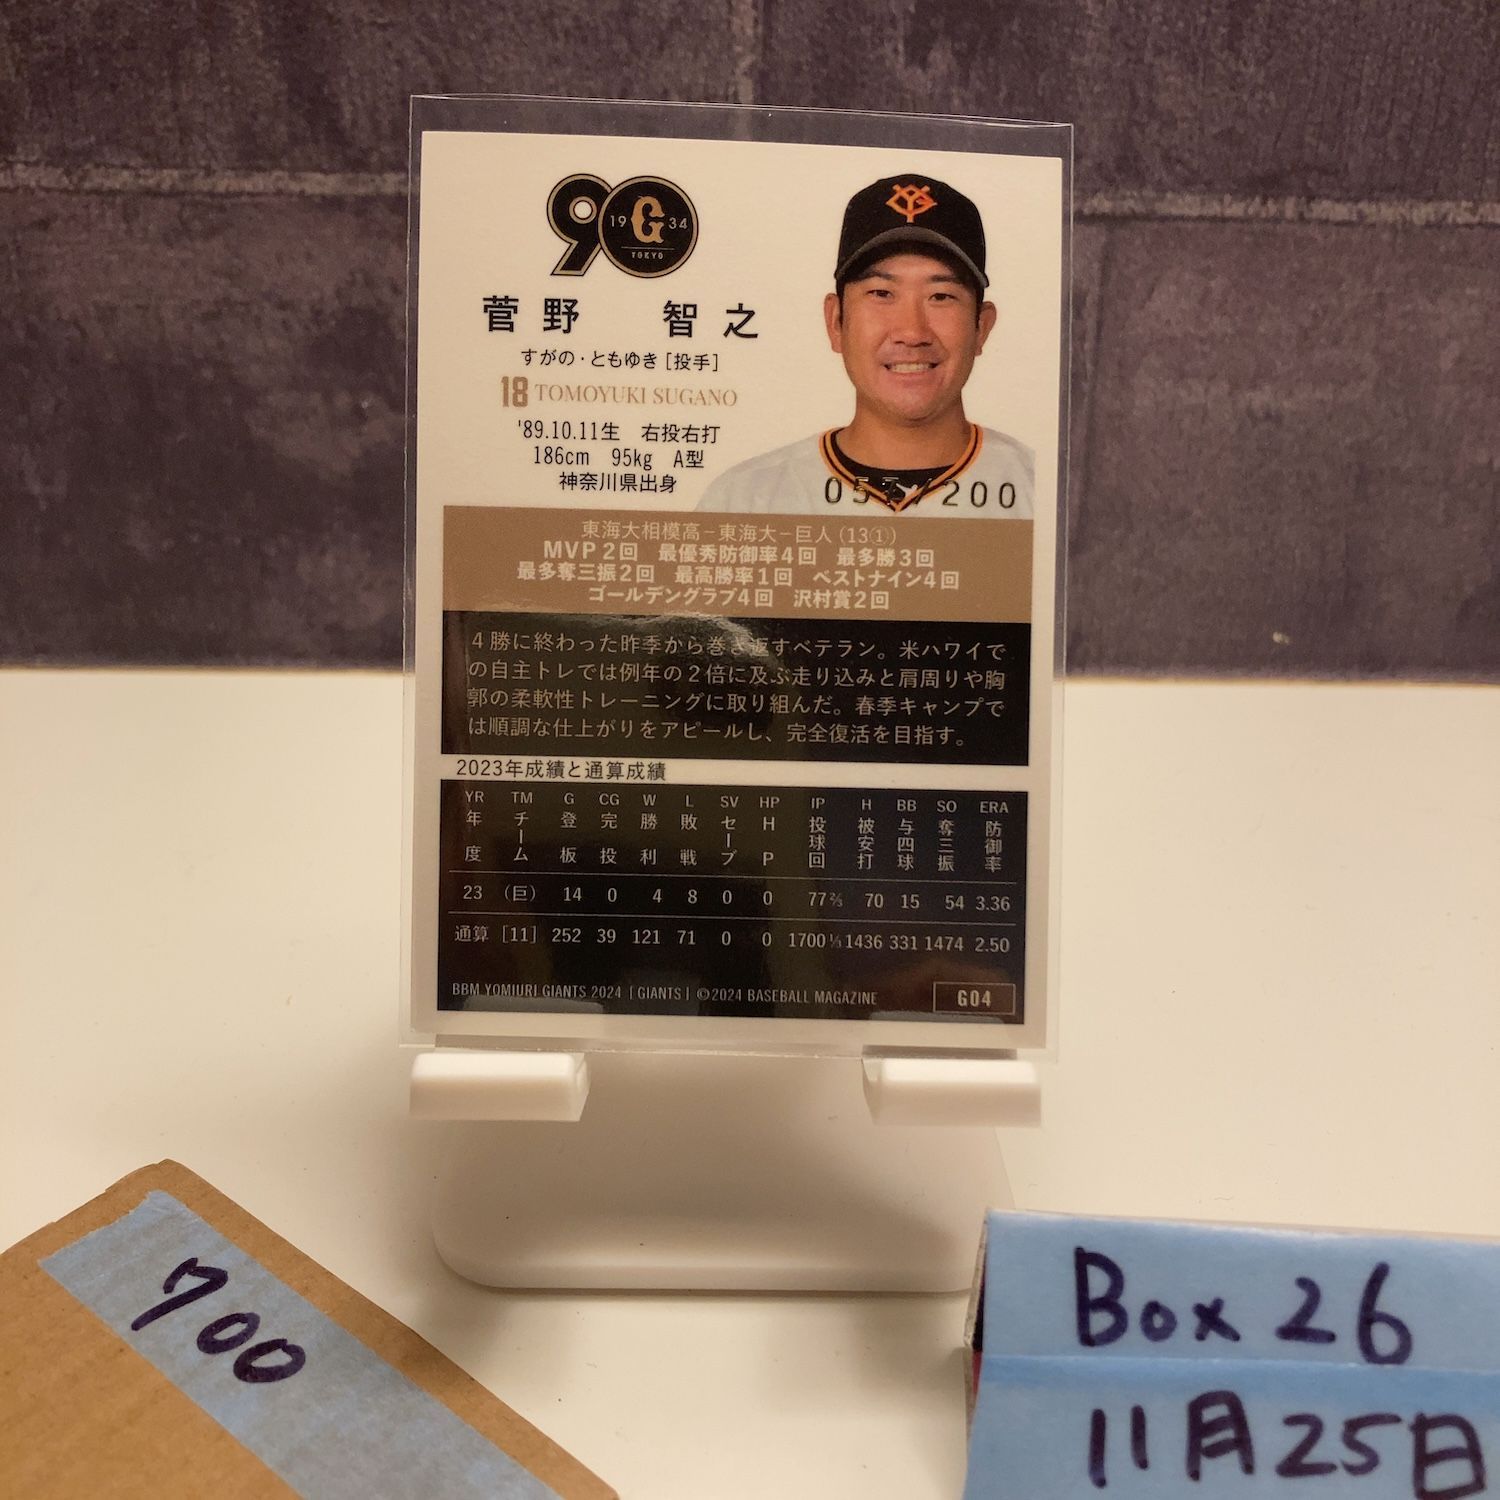 90
19 G 34
TOKYO
YG
菅野 智之
すがの・ともゆき [投手]
18 TOMOYUKI SUGANO
'89.10.11生 右投右打
186cm 95kg A型
神奈川県出身
/200
東海大相模高－東海大－巨人(13①)
MVP2回 最優秀防御率4回 最多勝3回
最多奪三振2回 最高勝率1回 ベストナイン4回
ゴールデングラブ4回 沢村賞2回
4勝に終わった昨季から巻き返すベテラン。米ハワイで
の自主トレでは例年の2倍に及ぶ走り込みと肩周りや胸
郭の柔軟性トレーニングに取り組んだ。春季キャンプで
は順調な仕上がりをアピールし、完全復活を目指す。
2023年成績と通算成績
YR TM G CG W L SV HP IP H BB SO ERA
年度 チーム 登板 完投 勝利 敗戦 セーブ HP 投球回 被安打 与四球 奪三振 防御率
23 (巨) 14 0 4 8 0 0 77⅔ 70 15 54 3.36
通算 [11] 252 39 121 71 0 0 1700⅓ 1436 331 1474 2.50
BBM YOMIURI GIANTS 2024 [GIANTS] ©2024 BASEBALL MAGAZINE
G04
700
Box 26
11月25日